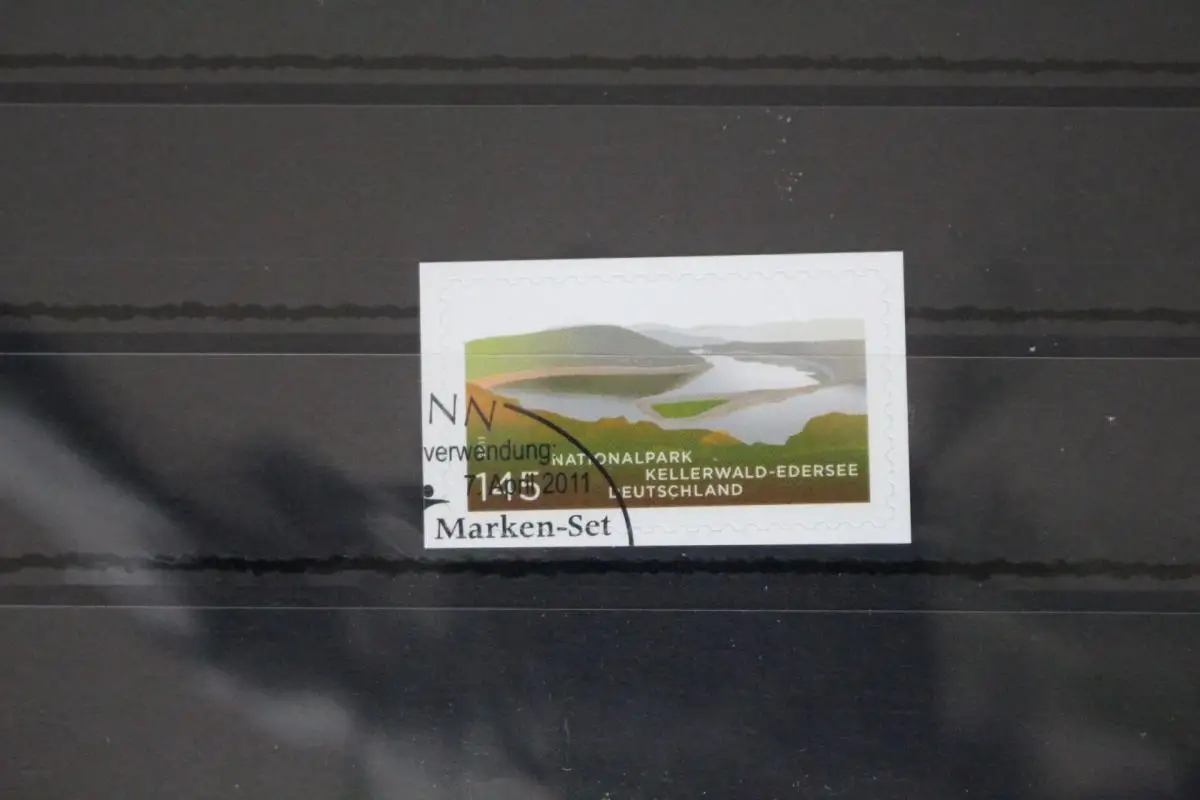 NN
verwendung:
7. April 2011
Marken-Set
145
NATIONALPARK
KELLERWALD-EDERSEE
DEUTSCHLAND